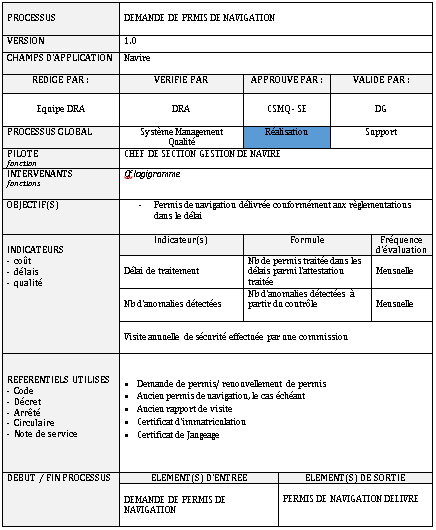 PROCESSUS DEMANDE DE PRMIS DE NAVIGATION
VERSION 1.0
CHAMPS D'APPLICATION Navire
REDIGE PAR : VERIFIE PAR APPROUVE PAR : VALIDE PAR :
Equipe DRA DRA CSMQ- SE DG
PROCESSUS GLOBAL Système Management Réalisation Support
Qualité
PILOTE CHEF DE SECTION GESTION DE NAVIRE
fonction
INTERVENANTS Cf logigramme
fonctions
OBJECTIF(S) - Permis de navigation délivrée conformément aux règlementations
dans le délai
Indicateur(s) Formule Fréquence
d'évaluation
INDICATEURS
- coût
- délais
- qualité
Délai de traitement Nb de permis traitée dans les Mensuelle
délais parmi l'attestation
traitée
Nb d'anomalies détectées Nb d'anomalies détectées à Mensuelle
partir du contrôle
Visite annuelle de sécurité effectuée par une commission
REFERENTIELS UTILISES
- Code
- Décret
- Arrêté
- Circulaire
- Note de service
• Demande de permis/ renouvellement de permis
• Ancien permis de navigation, le cas échéant
• Ancien rapport de visite
• Certificat d'immatriculation
• Certificat de Jaugeage
DEBUT / FIN PROCESSUS ELEMENT(S) D'ENTREE ELEMENT(S) DE SORTIE
DEMANDE DE PERMIS DE PERMIS DE NAVIGATION DELIVRE
NAVIGATION